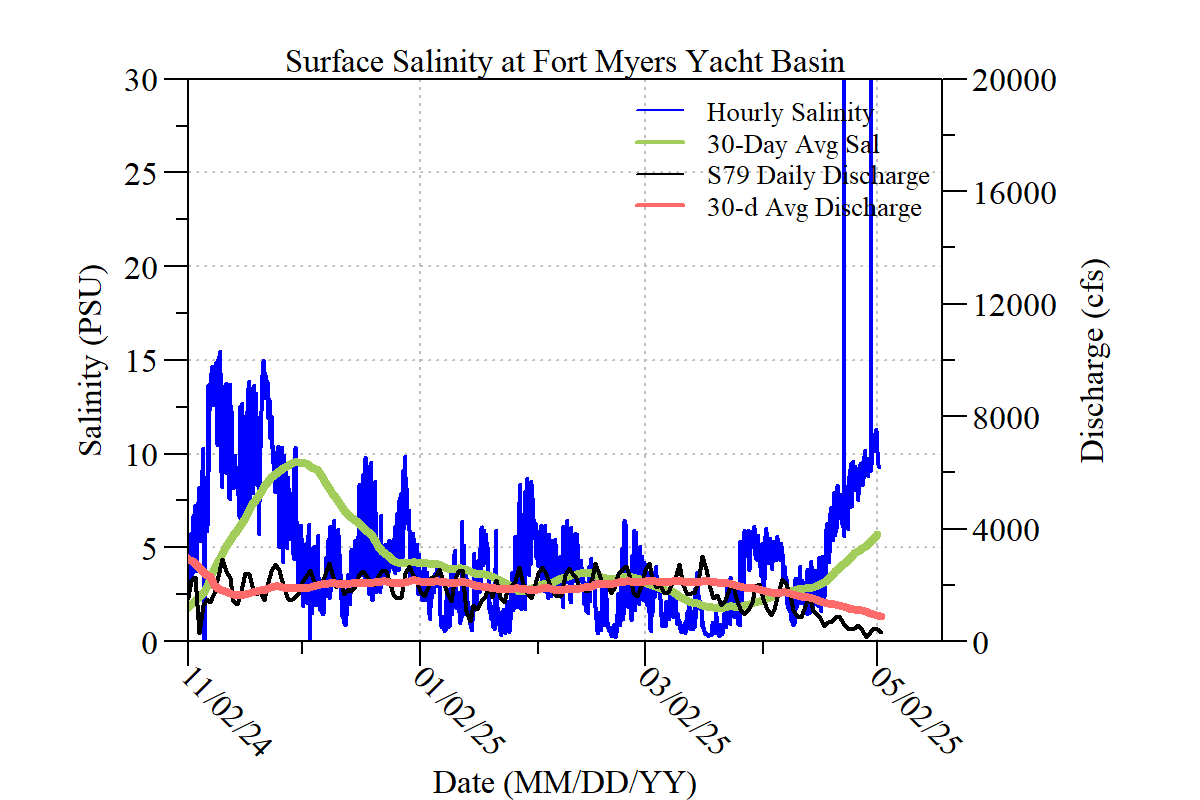 Surface Salinity at Fort Myers Yacht Basin
30
25
20
15
10
5
0
Salinity (PSU)
Hourly Salinity
30-Day Avg Sal
S79 Daily Discharge
30-d Avg Discharge
20000
16000
12000
8000
4000
0
Discharge (cfs)
11/02/24
01/02/25
03/02/25
05/02/25
Date (MM/DD/YY)